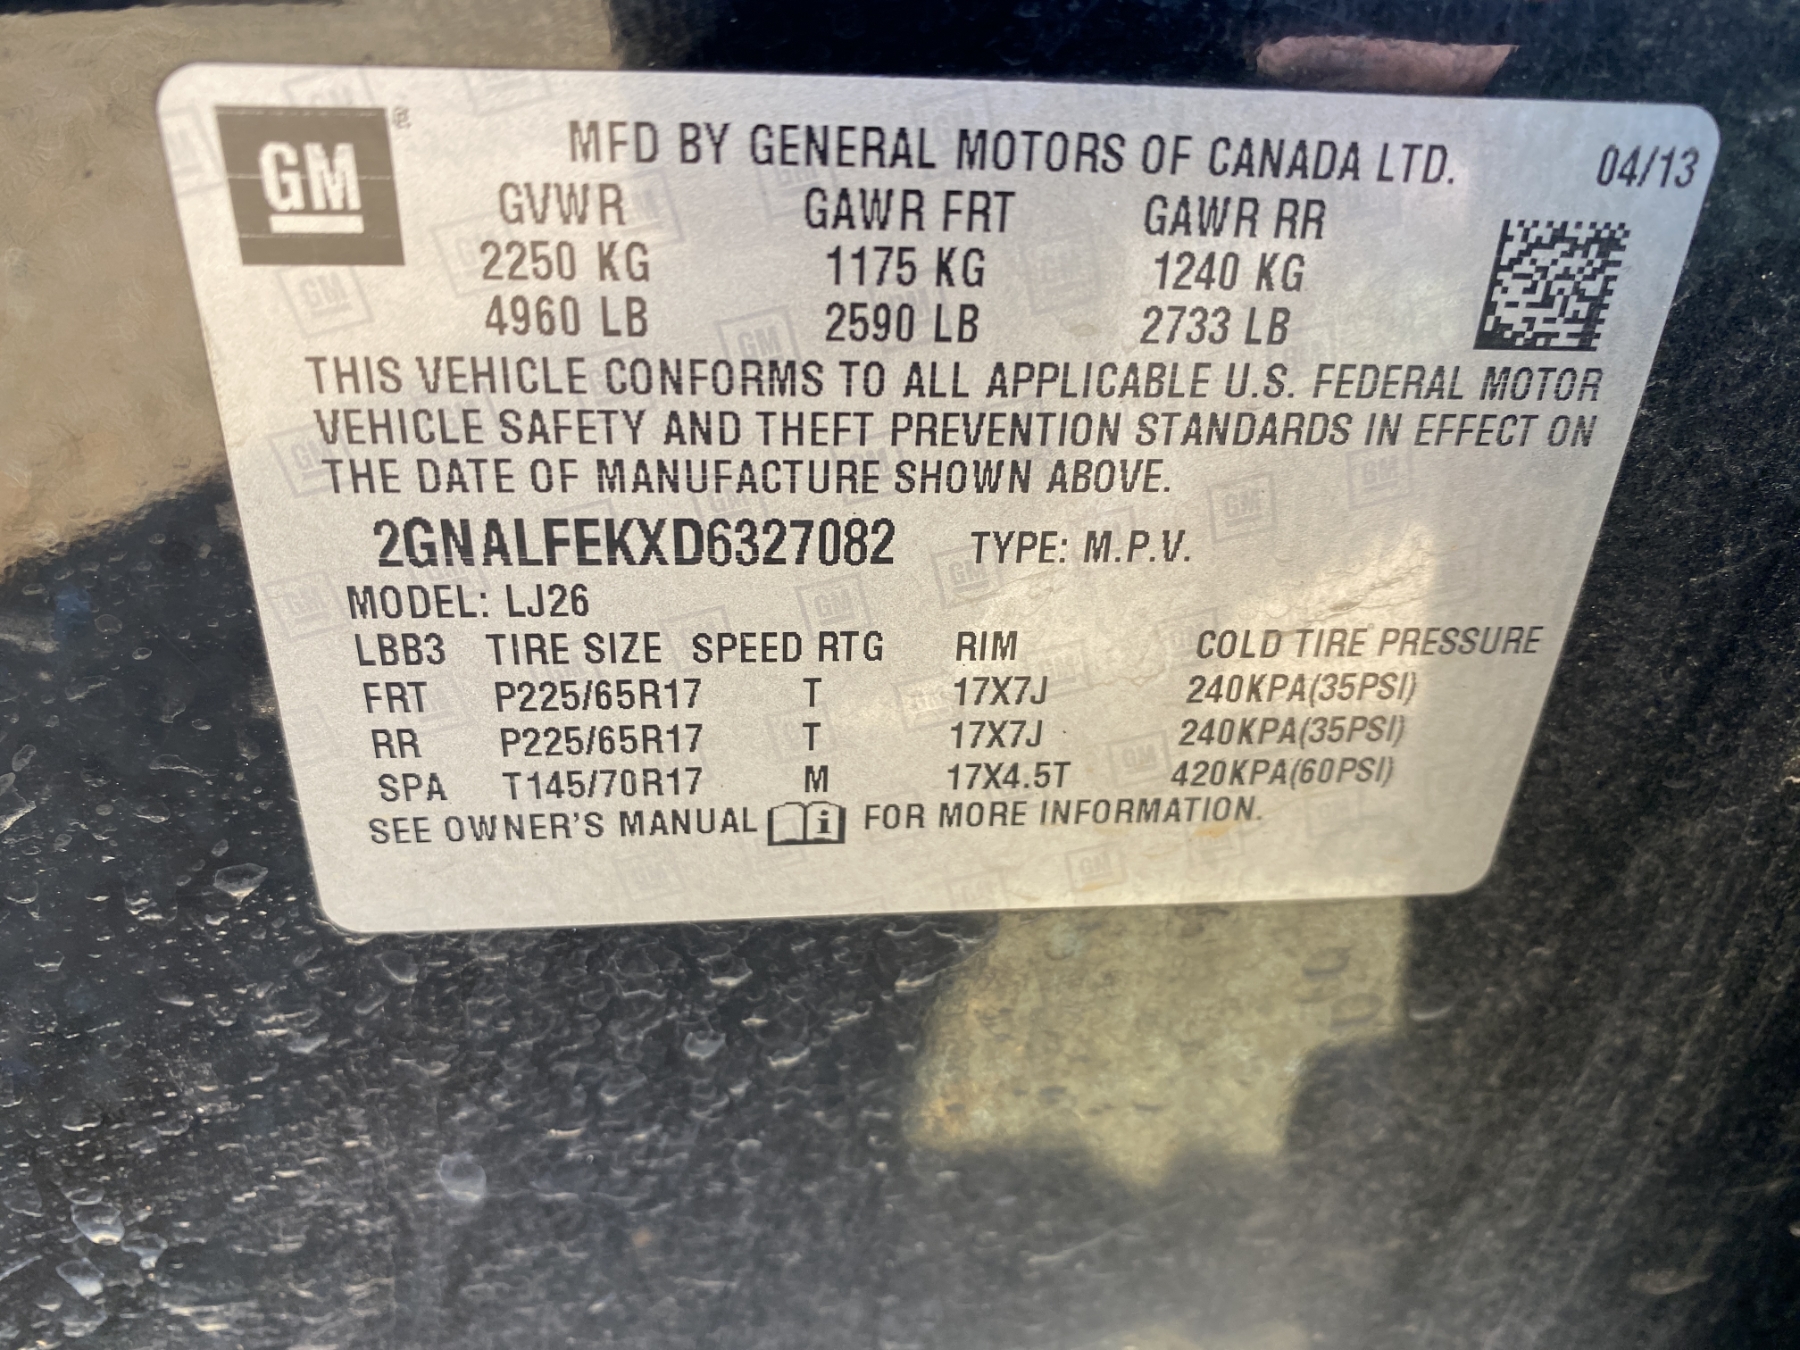 GM ® MFD BY GENERAL MOTORS OF CANADA LTD. 04/13
GVWR GAWR FRT GAWR RR
2250 KG 1175 KG 1240 KG
4960 LB 2590 LB 2733 LB
THIS VEHICLE CONFORMS TO ALL APPLICABLE U.S. FEDERAL MOTOR
VEHICLE SAFETY AND THEFT PREVENTION STANDARDS IN EFFECT ON
THE DATE OF MANUFACTURE SHOWN ABOVE.
2GNALFEKXD6327082 TYPE: M.P.V.
MODEL: LJ26
LBB3 TIRE SIZE SPEED RTG RIM COLD TIRE PRESSURE
FRT P225/65R17 T 17X7J 240KPA(35PSI)
RR P225/65R17 T 17X7J 240KPA(35PSI)
SPA T145/70R17 M 17X4.5T 420KPA(60PSI)
SEE OWNER'S MANUAL i FOR MORE INFORMATION.